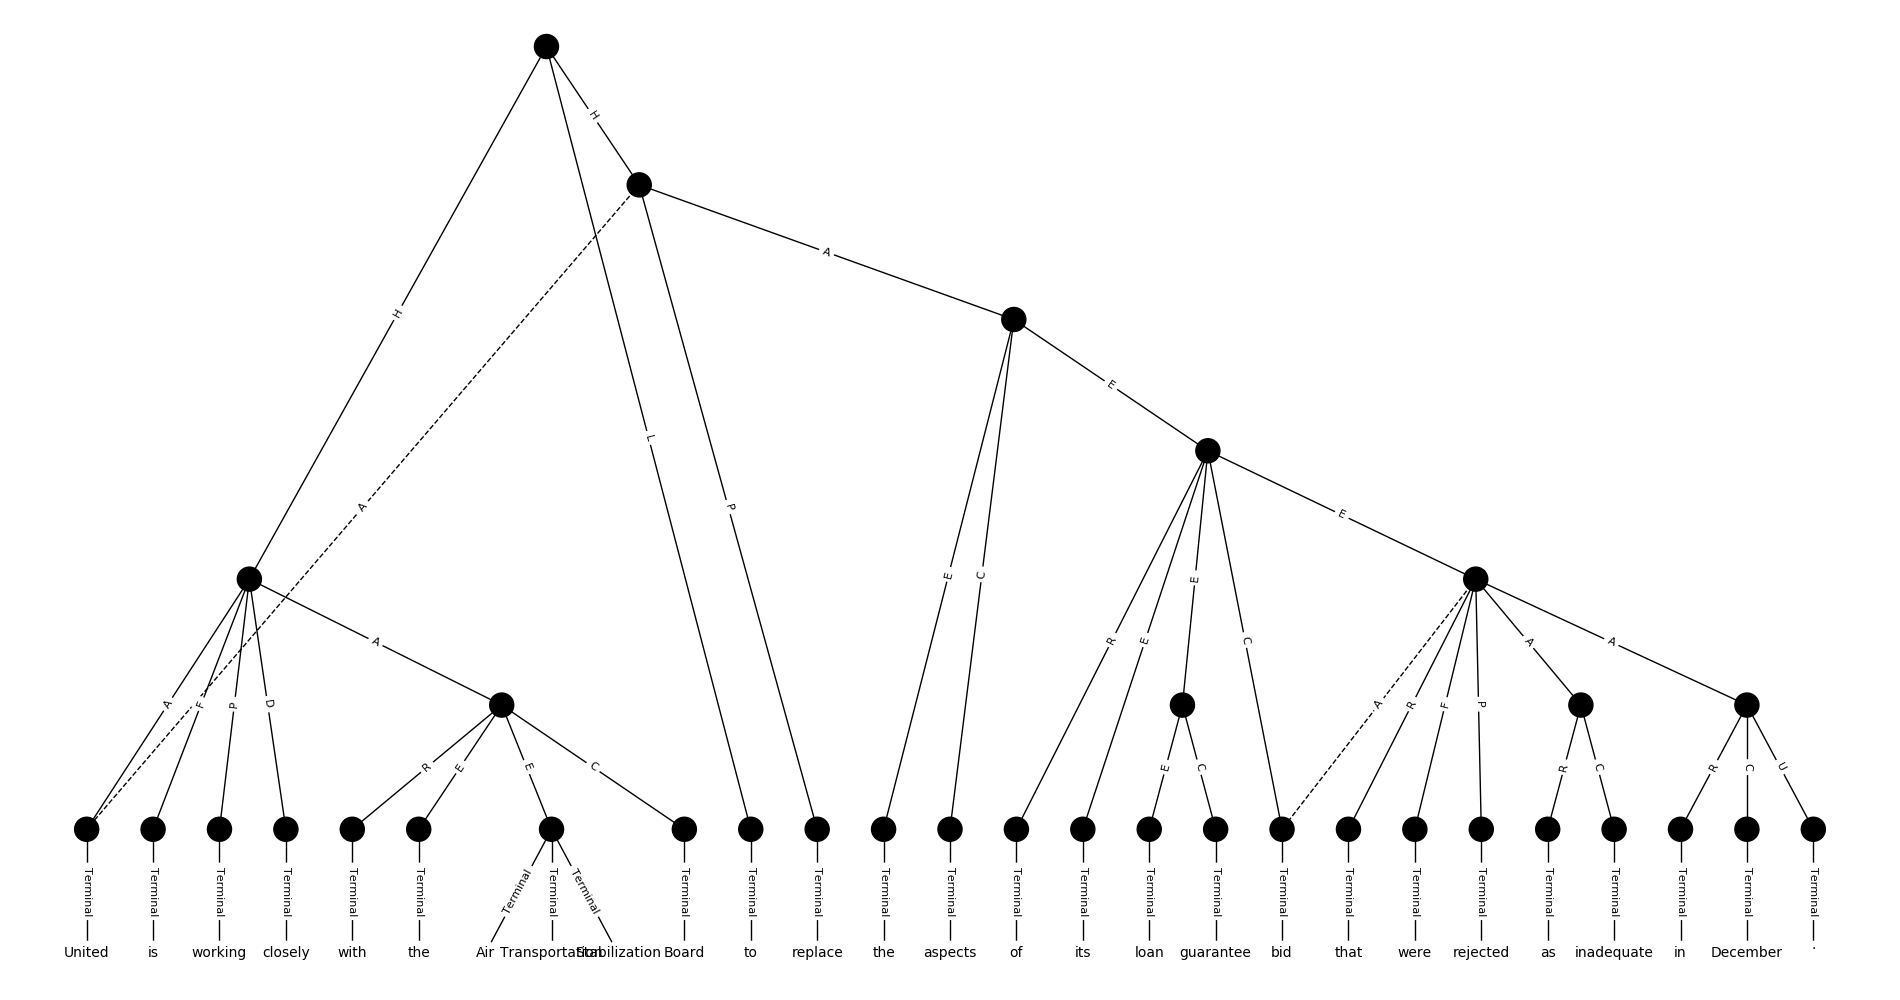 H
H
A
L
P
A
E
E
C
E
R
E
E
C
E
A
F
P
D
A
R
E
E
C
E
C
A
R
F
P
A
A
R
C
R
C
U
Terminal Terminal Terminal Terminal Terminal Terminal Terminal Terminal Terminal Terminal Terminal Terminal Terminal Terminal Terminal Terminal Terminal Terminal Terminal Terminal Terminal Terminal Terminal Terminal Terminal Terminal Terminal Terminal
United is working closely with the Air Transportation Stabilization Board to replace the aspects of its loan guarantee bid that were rejected as inadequate in December .